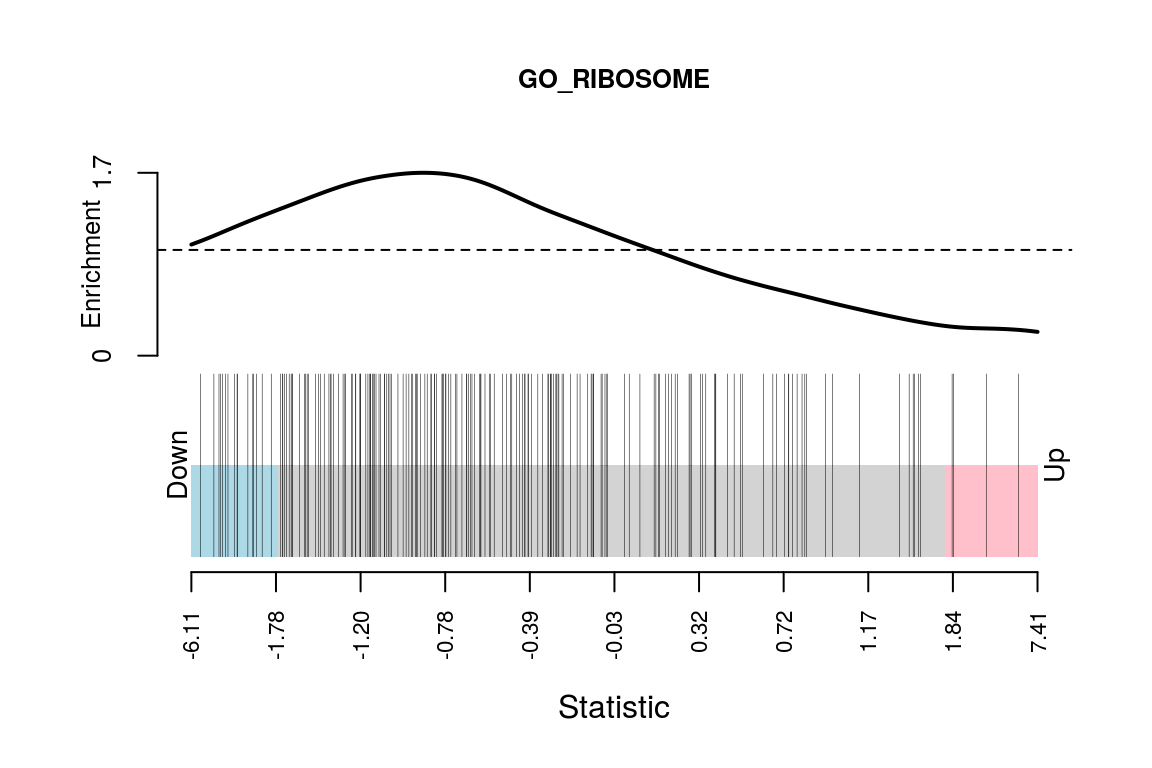 GO_RIBOSOME
Enrichment
1.7
0
Down
Up
-6.11
-1.78
-1.20
-0.78
-0.39
-0.03
0.32
0.72
1.17
1.84
7.41
Statistic